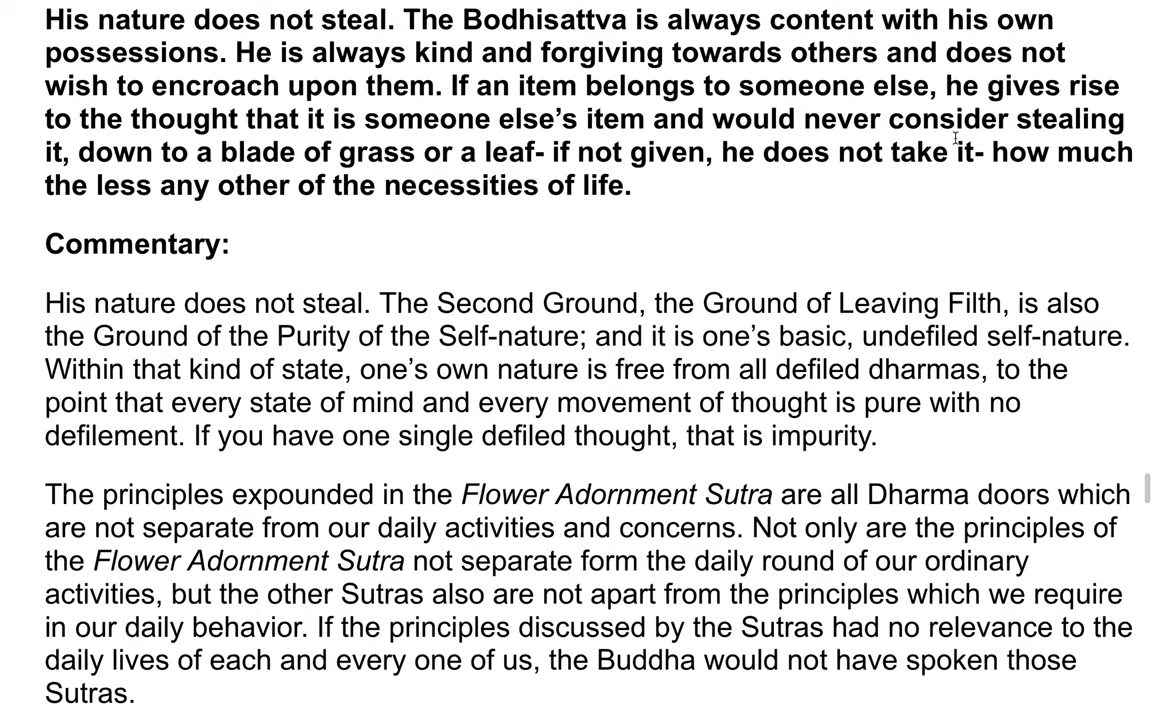 His nature does not steal. The Bodhisattva is always content with his own
possessions. He is always kind and forgiving towards others and does not
wish to encroach upon them. If an item belongs to someone else, he gives rise
to the thought that it is someone else’s item and would never consider stealing
it, down to a blade of grass or a leaf- if not given, he does not take it- how much
the less any other of the necessities of life.
Commentary:
His nature does not steal. The Second Ground, the Ground of Leaving Filth, is also
the Ground of the Purity of the Self-nature; and it is one’s basic, undefiled self-nature.
Within that kind of state, one’s own nature is free from all defiled dharmas, to the
point that every state of mind and every movement of thought is pure with no
defilement. If you have one single defiled thought, that is impurity.
The principles expounded in the Flower Adornment Sutra are all Dharma doors which
are not separate from our daily activities and concerns. Not only are the principles of
the Flower Adornment Sutra not separate form the daily round of our ordinary
activities, but the other Sutras also are not apart from the principles which we require
in our daily behavior. If the principles discussed by the Sutras had no relevance to the
daily lives of each and every one of us, the Buddha would not have spoken those
Sutras.